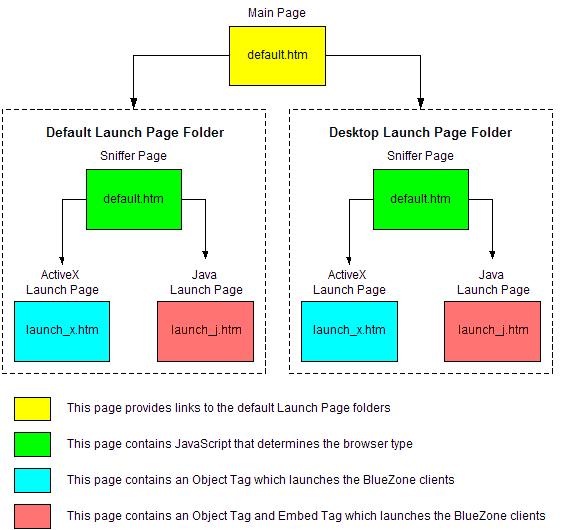 Main Page
default.htm
Default Launch Page Folder
Sniffer Page
default.htm
ActiveX
Launch Page
Java
Launch Page
launch_x.htm
launch_j.htm
Desktop Launch Page Folder
Sniffer Page
default.htm
ActiveX
Launch Page
Java
Launch Page
launch_x.htm
launch_j.htm
This page provides links to the default Launch Page folders
This page contains JavaScript that determines the browser type
This page contains an Object Tag which launches the BlueZone clients
This page contains an Object Tag and Embed Tag which launches the BlueZone clients